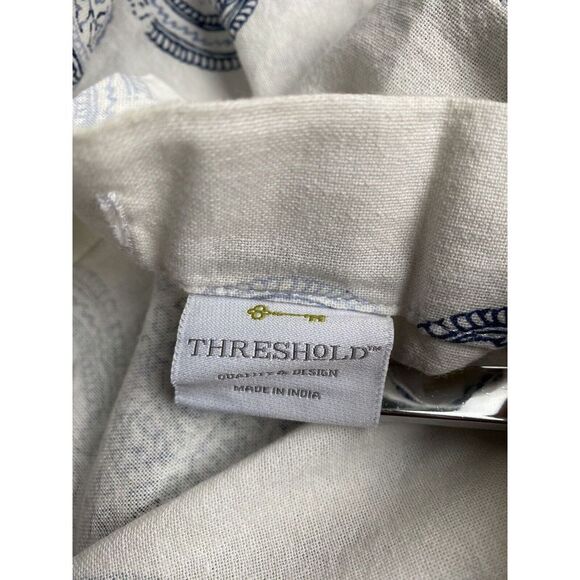 THRESHOLD™
QUALITY & DESIGN
MADE IN INDIA